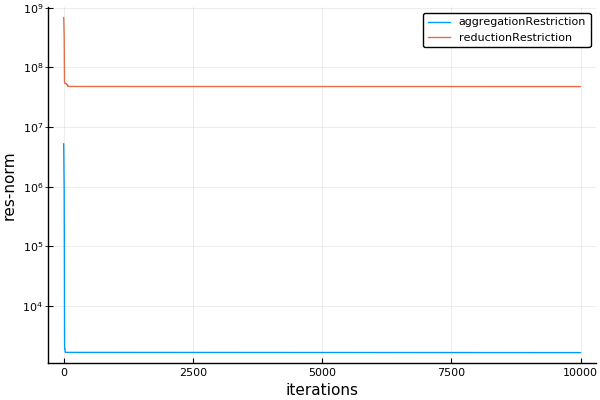 10⁹
10⁸
10⁷
10⁶
10⁵
10⁴
res-norm
aggregationRestriction
reductionRestriction
0 2500 5000 7500 10000
iterations